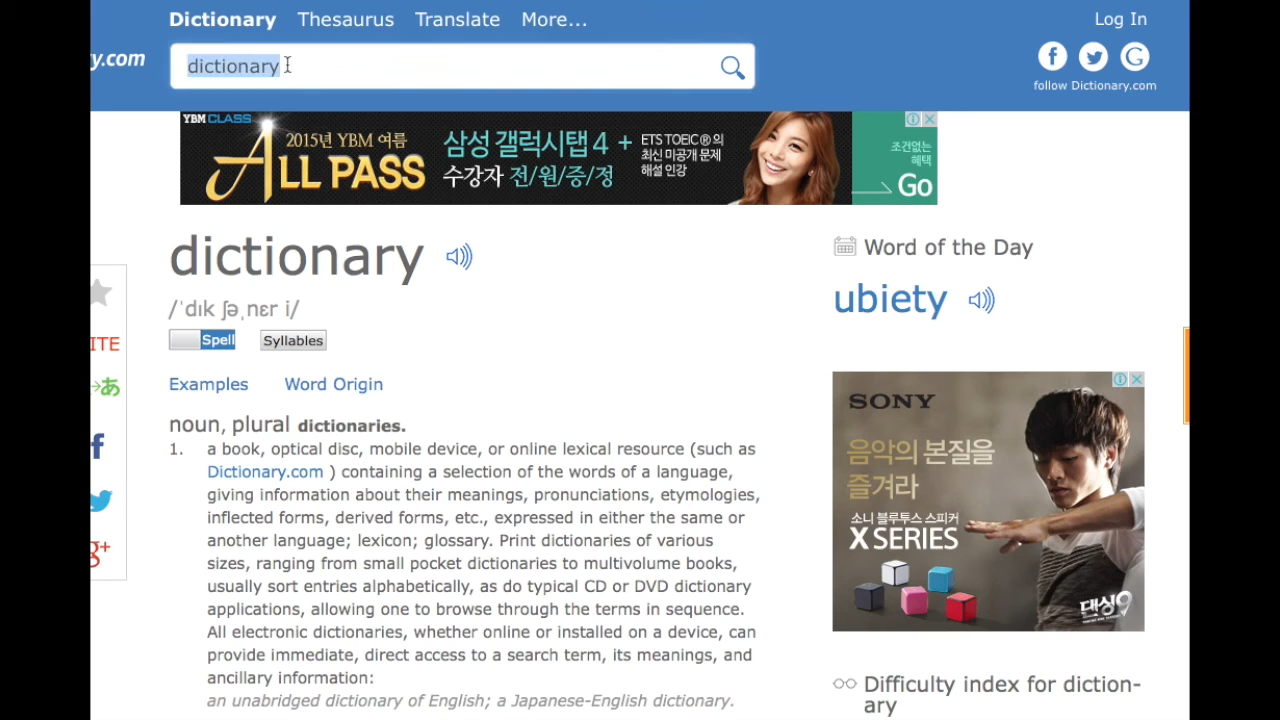 Dictionary Thesaurus Translate More... Log In
y.com dictionary
follow Dictionary.com
YBM CLASS
2015년 YBM 여름
ALL PASS
삼성 갤럭시탭4 +
수강자 전/원/증/정
ETS TOEIC®의
최신 미공개 문제
해설 인강
조건없는
혜택
Go
dictionary
/ˈdɪk ʃəˌnɛr i/
Spell Syllables
Examples Word Origin
noun, plural dictionaries.
1. a book, optical disc, mobile device, or online lexical resource (such as
Dictionary.com ) containing a selection of the words of a language,
giving information about their meanings, pronunciations, etymologies,
inflected forms, derived forms, etc., expressed in either the same or
another language; lexicon; glossary. Print dictionaries of various
sizes, ranging from small pocket dictionaries to multivolume books,
usually sort entries alphabetically, as do typical CD or DVD dictionary
applications, allowing one to browse through the terms in sequence.
All electronic dictionaries, whether online or installed on a device, can
provide immediate, direct access to a search term, its meanings, and
ancillary information:
an unabridged dictionary of English; a Japanese-English dictionary.
ITE
あ
g+
Word of the Day
ubiety
SONY
음악의 본질을
즐겨라
소니 블루투스 스피커
X SERIES
댄싱9
Difficulty index for diction-
ary